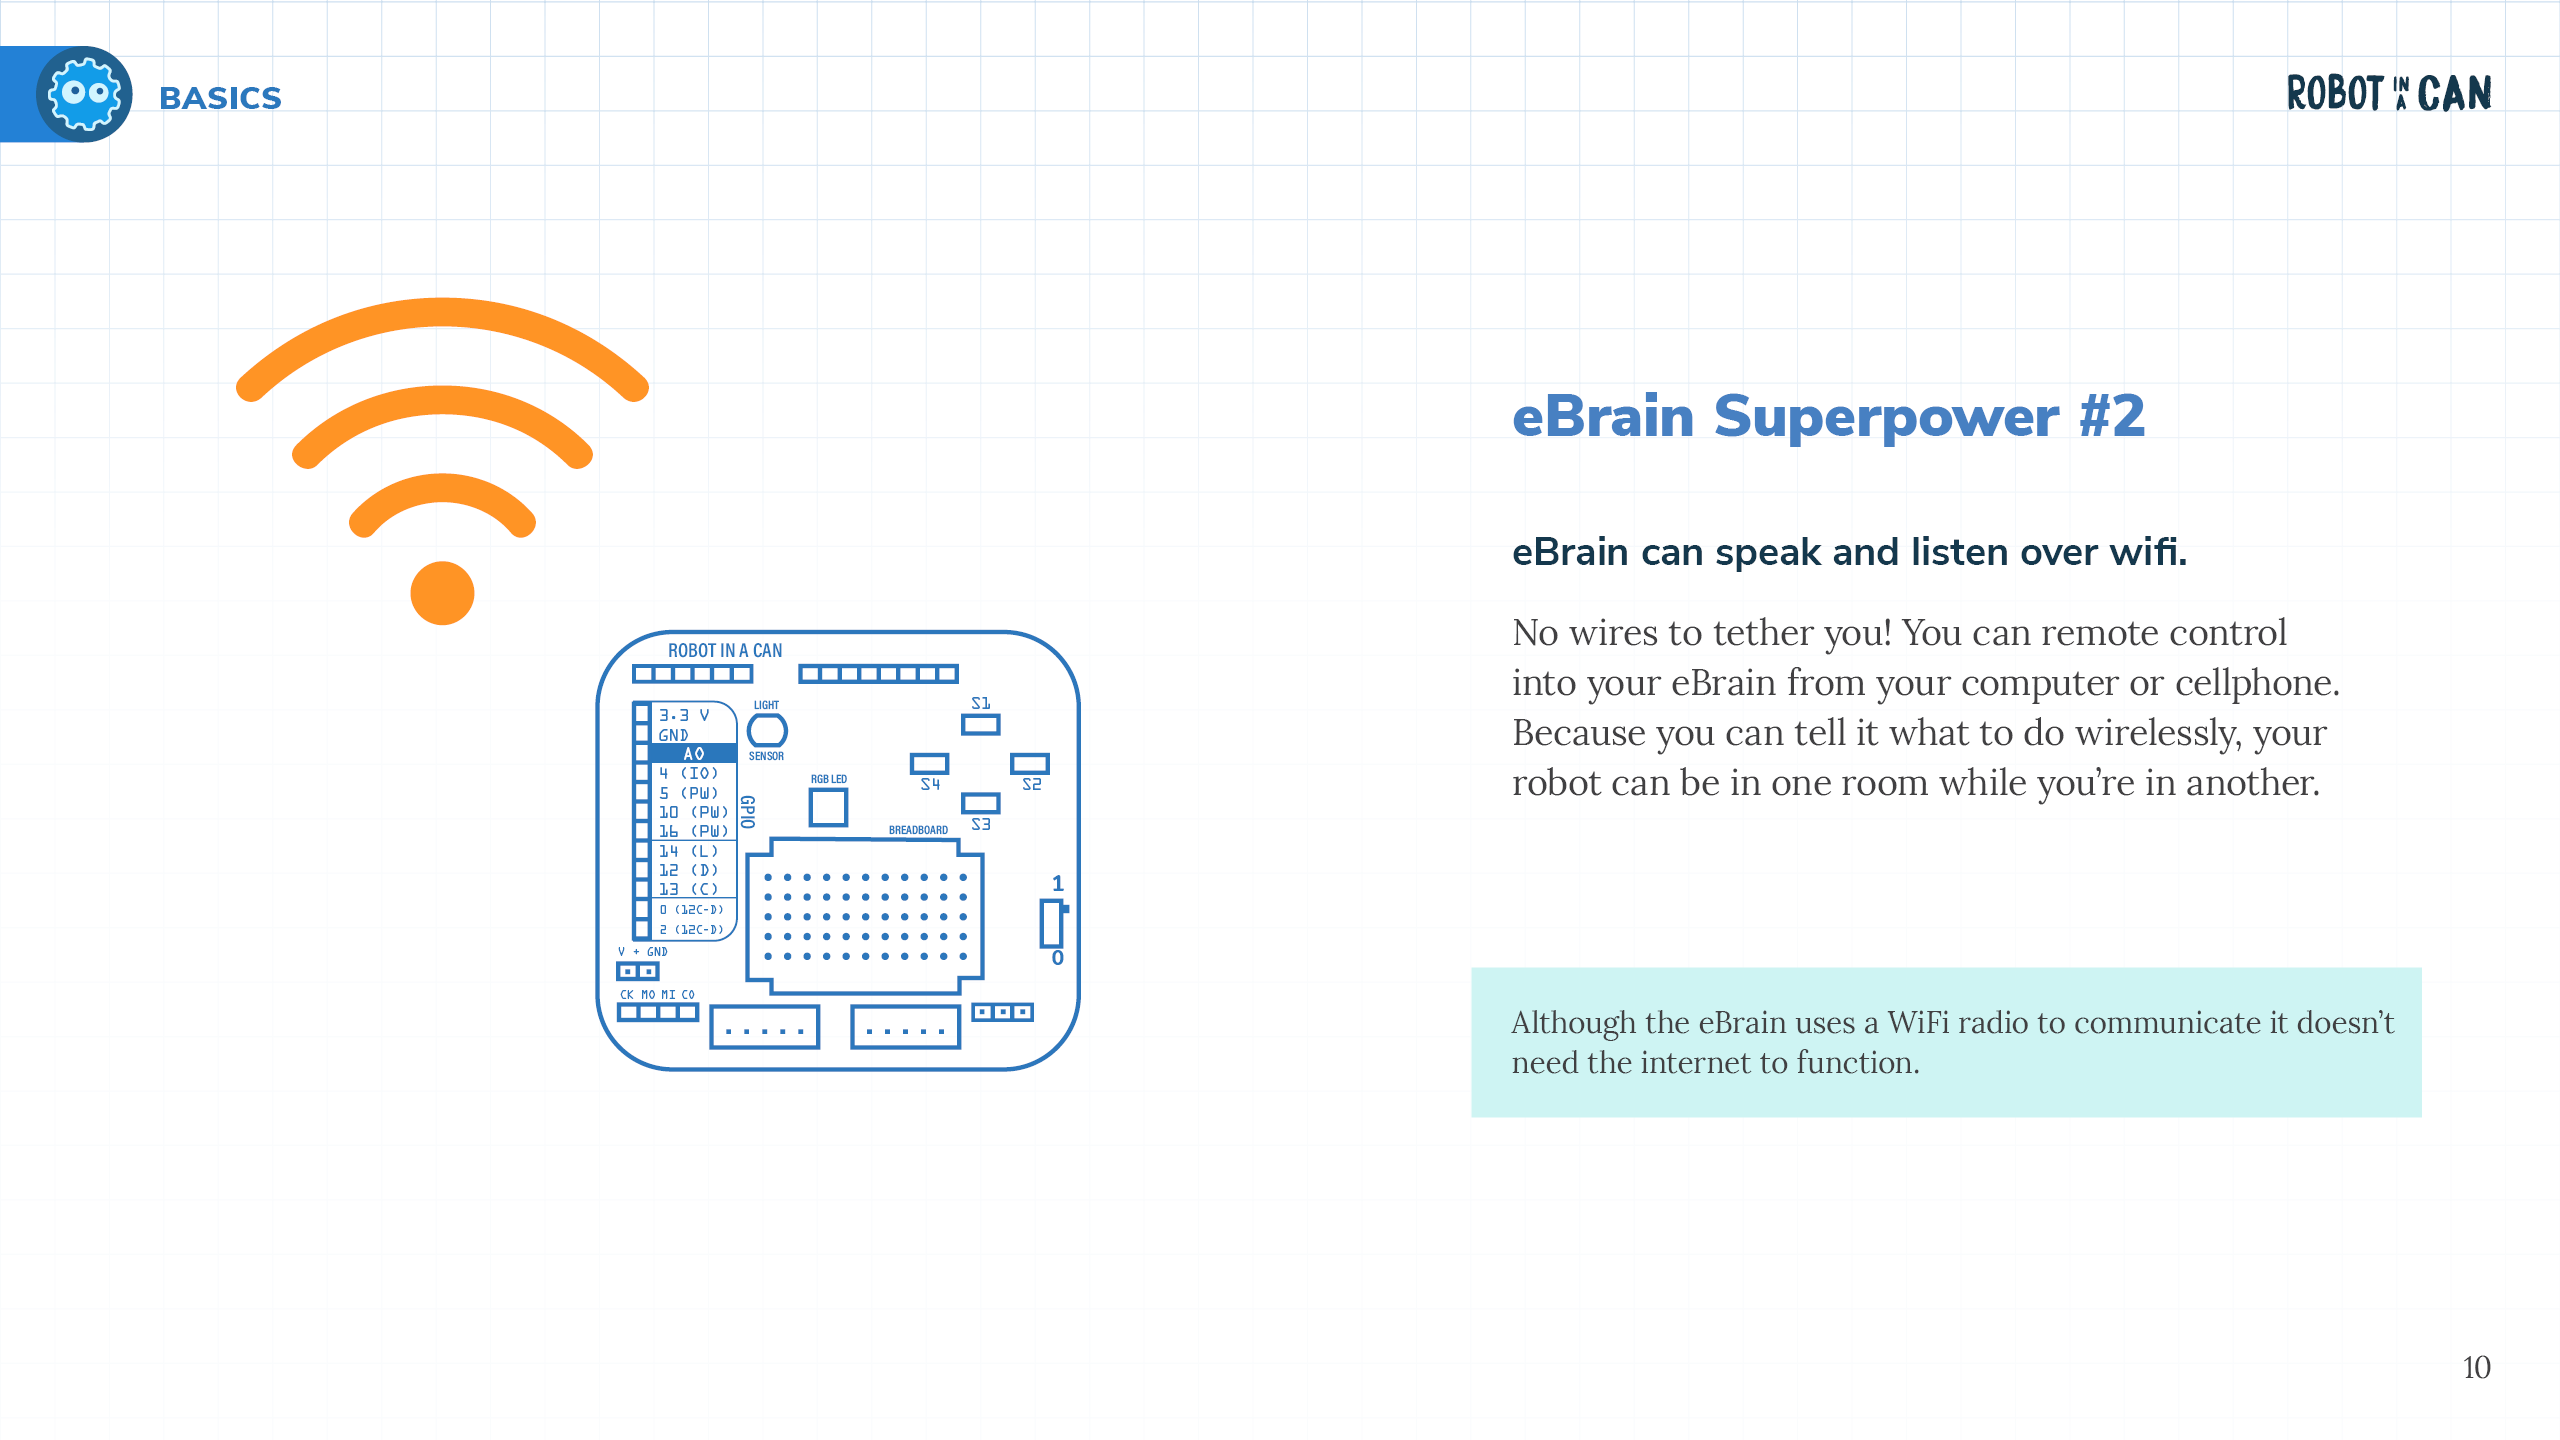 BASICS
ROBOT IN A CAN
eBrain Superpower #2
eBrain can speak and listen over wifi.
No wires to tether you! You can remote control
into your eBrain from your computer or cellphone.
Because you can tell it what to do wirelessly, your
robot can be in one room while you’re in another.
Although the eBrain uses a WiFi radio to communicate it doesn’t
need the internet to function.
ROBOT IN A CAN
3.3 V
GND
A0
4 (IO)
5 (PW)
10 (PW)
16 (PW)
14 (L)
12 (D)
13 (C)
0 (12C-D)
2 (12C-D)
GPIO
LIGHT
SENSOR
RGB LED
S1
S4
S2
S3
BREADBOARD
1
0
V + GND
CK MO MI CO
10